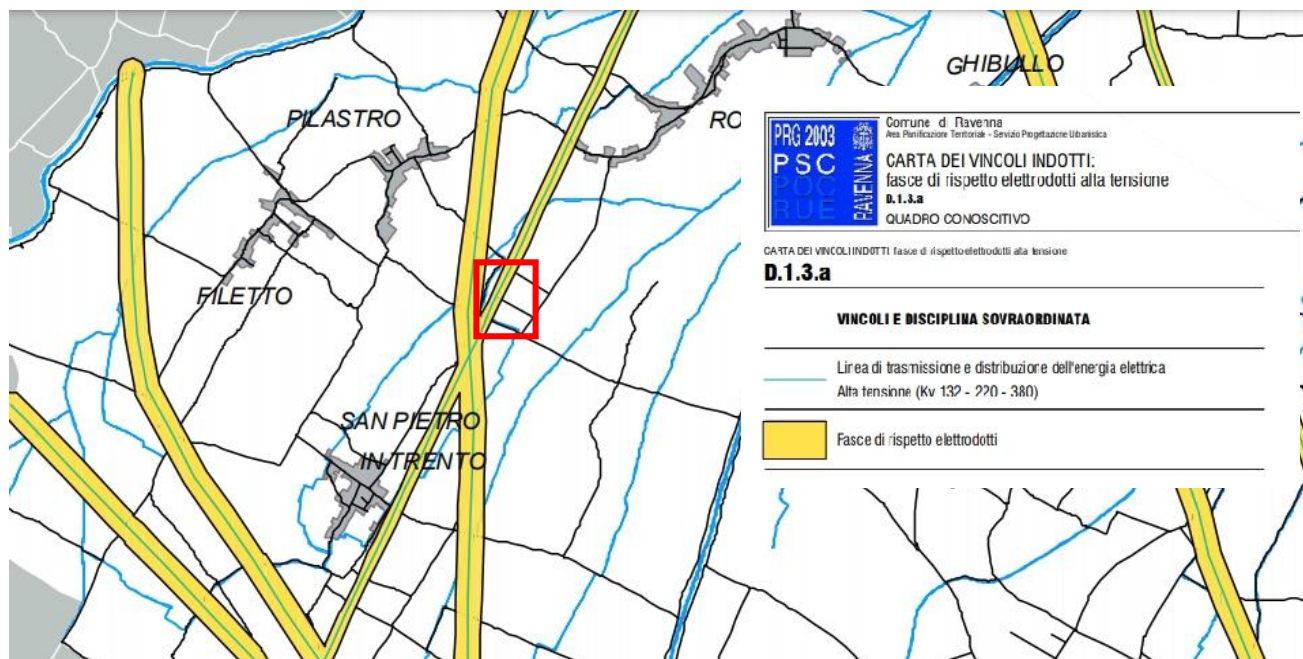 GHIBULLO
PILASTRO
RO
FILETTO
SAN PIETRO
IN TRENTO
PRG 2003
PSC
POC
RUE
RAVENNA
Comune di Ravenna
Area Pianificazione Territoriale - Servizio Progettazione Urbanistica
CARTA DEI VINCOLI INDOTTI:
fasce di rispetto elettrodotti alta tensione
D.1.3.a
QUADRO CONOSCITIVO
CARTA DEI VINCOLI INDOTTI fasce di rispetto elettrodotti alta tensione
D.1.3.a
VINCOLI E DISCIPLINA SOVRAORDINATA
Linea di trasmissione e distribuzione dell'energia elettrica
Alta tensione (Kv 132 - 220 - 380)
Fasce di rispetto elettrodotti